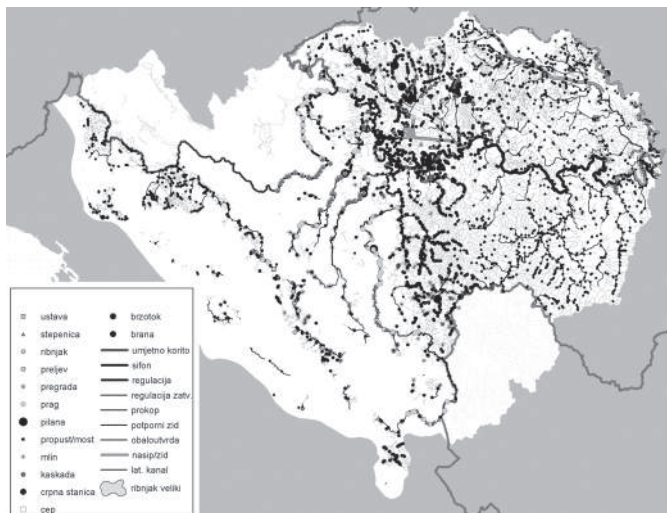 ustava
stepenica
ribnjak
preljev
pregrada
prag
pilana
propust/most
mlin
kaskada
crpna stanica
cep
brzotok
brana
umjetno korito
sifon
regulacija
regulacija zatv.
prokop
potporni zid
obaloutvrda
nasip/zid
lat. kanal
ribnjak veliki